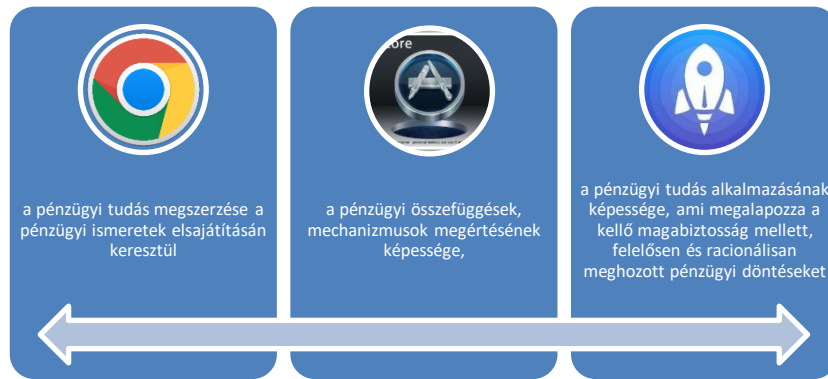 ore
a pénzügyi tudás megszerzése a
pénzügyi ismeretek elsajátításán
keresztül
a pénzügyi összefüggések,
mechanizmusok megértésének
képessége,
a pénzügyi tudás alkalmazásának
képessége, ami megalapozza a
kellő magabiztosság mellett,
felelősen és racionálisan
meghozott pénzügyi döntéseket